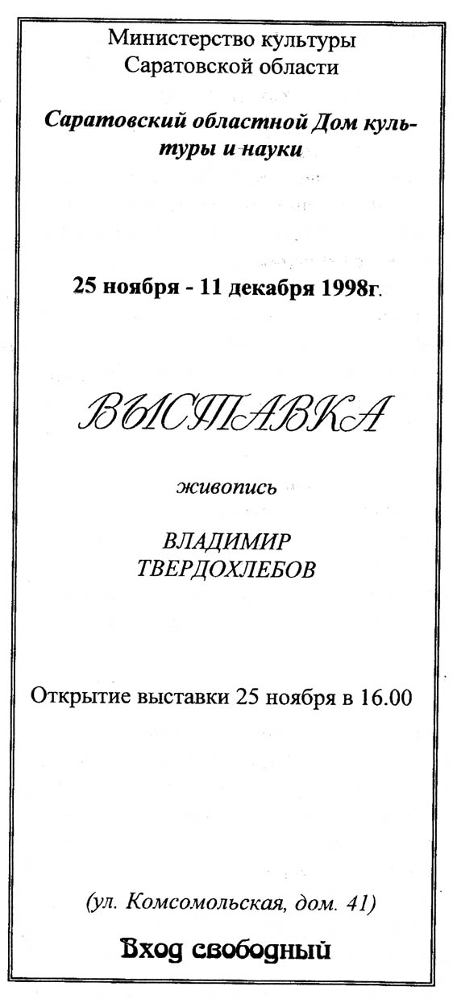 Министерство культуры
Саратовской области
Саратовский областной Дом куль-
туры и науки
25 ноября - 11 декабря 1998г.
ВЫСТАВКА
живопись
ВЛАДИМИР
ТВЕРДОХЛЕБОВ
Открытие выставки 25 ноября в 16.00
(ул. Комсомольская, дом. 41)
Вход свободный